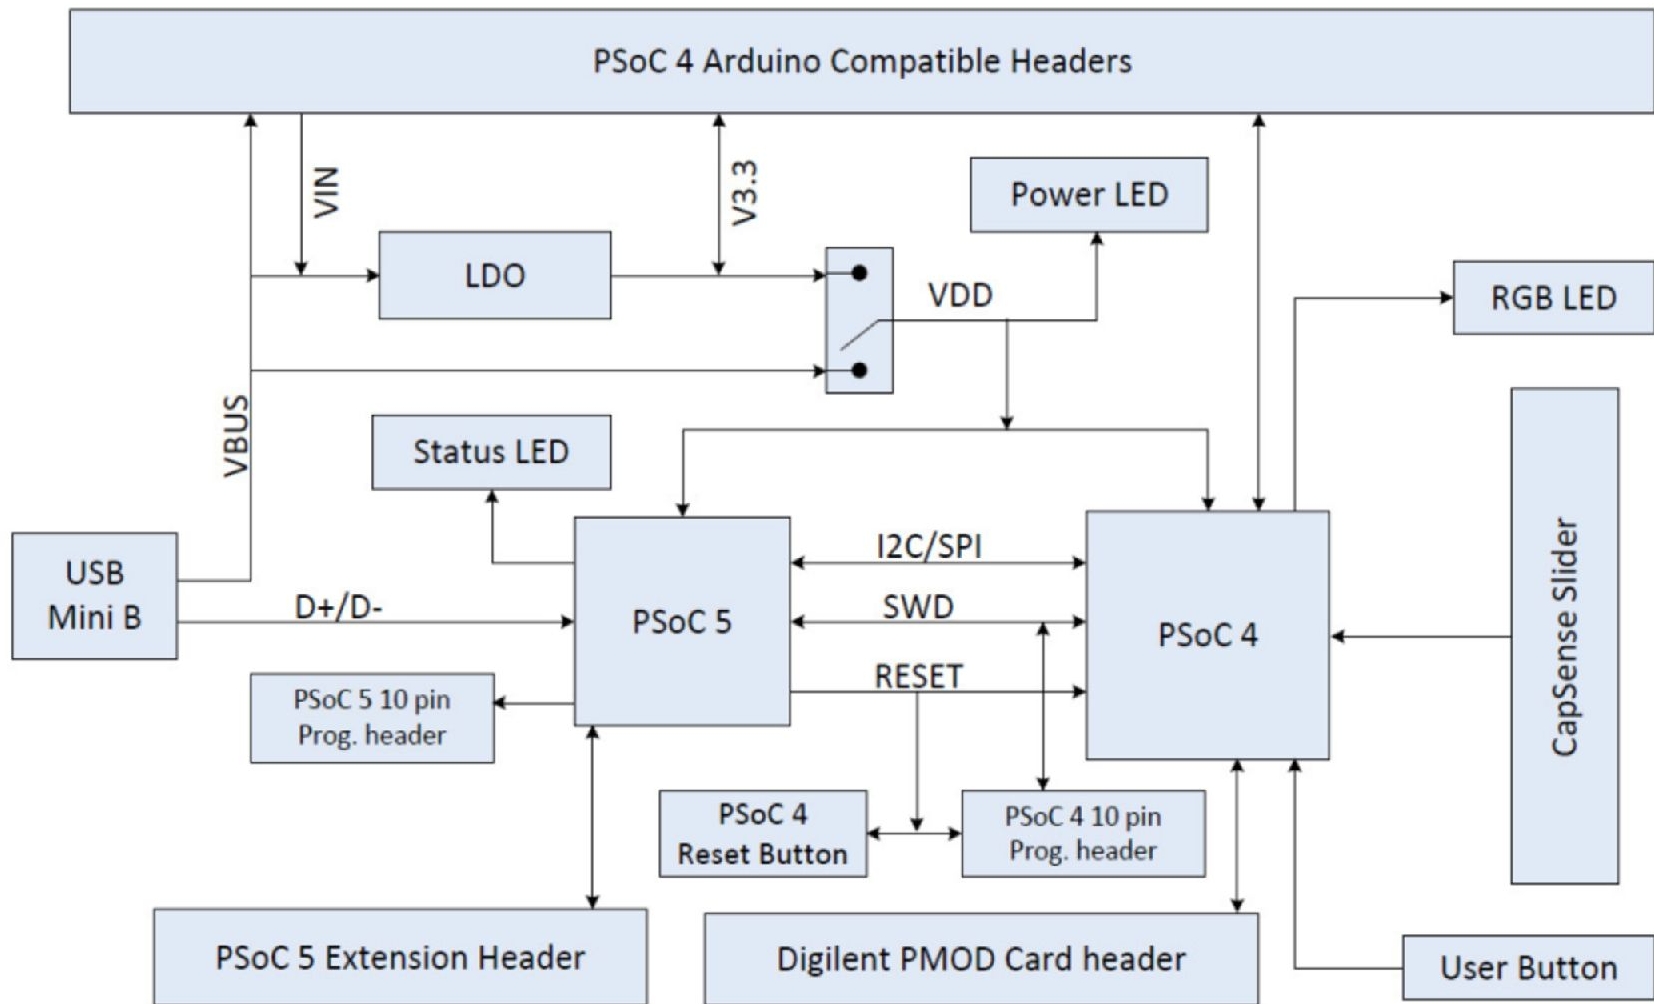 PSoC 4 Arduino Compatible Headers
VIN
V3.3
Power LED
LDO
VDD
RGB LED
VBUS
Status LED
CapSense Slider
USB
Mini B
D+/D-
PSoC 5
I2C/SPI
SWD
RESET
PSoC 4
PSoC 5 10 pin
Prog. header
PSoC 4
Reset Button
PSoC 4 10 pin
Prog. header
PSoC 5 Extension Header
Digilent PMOD Card header
User Button